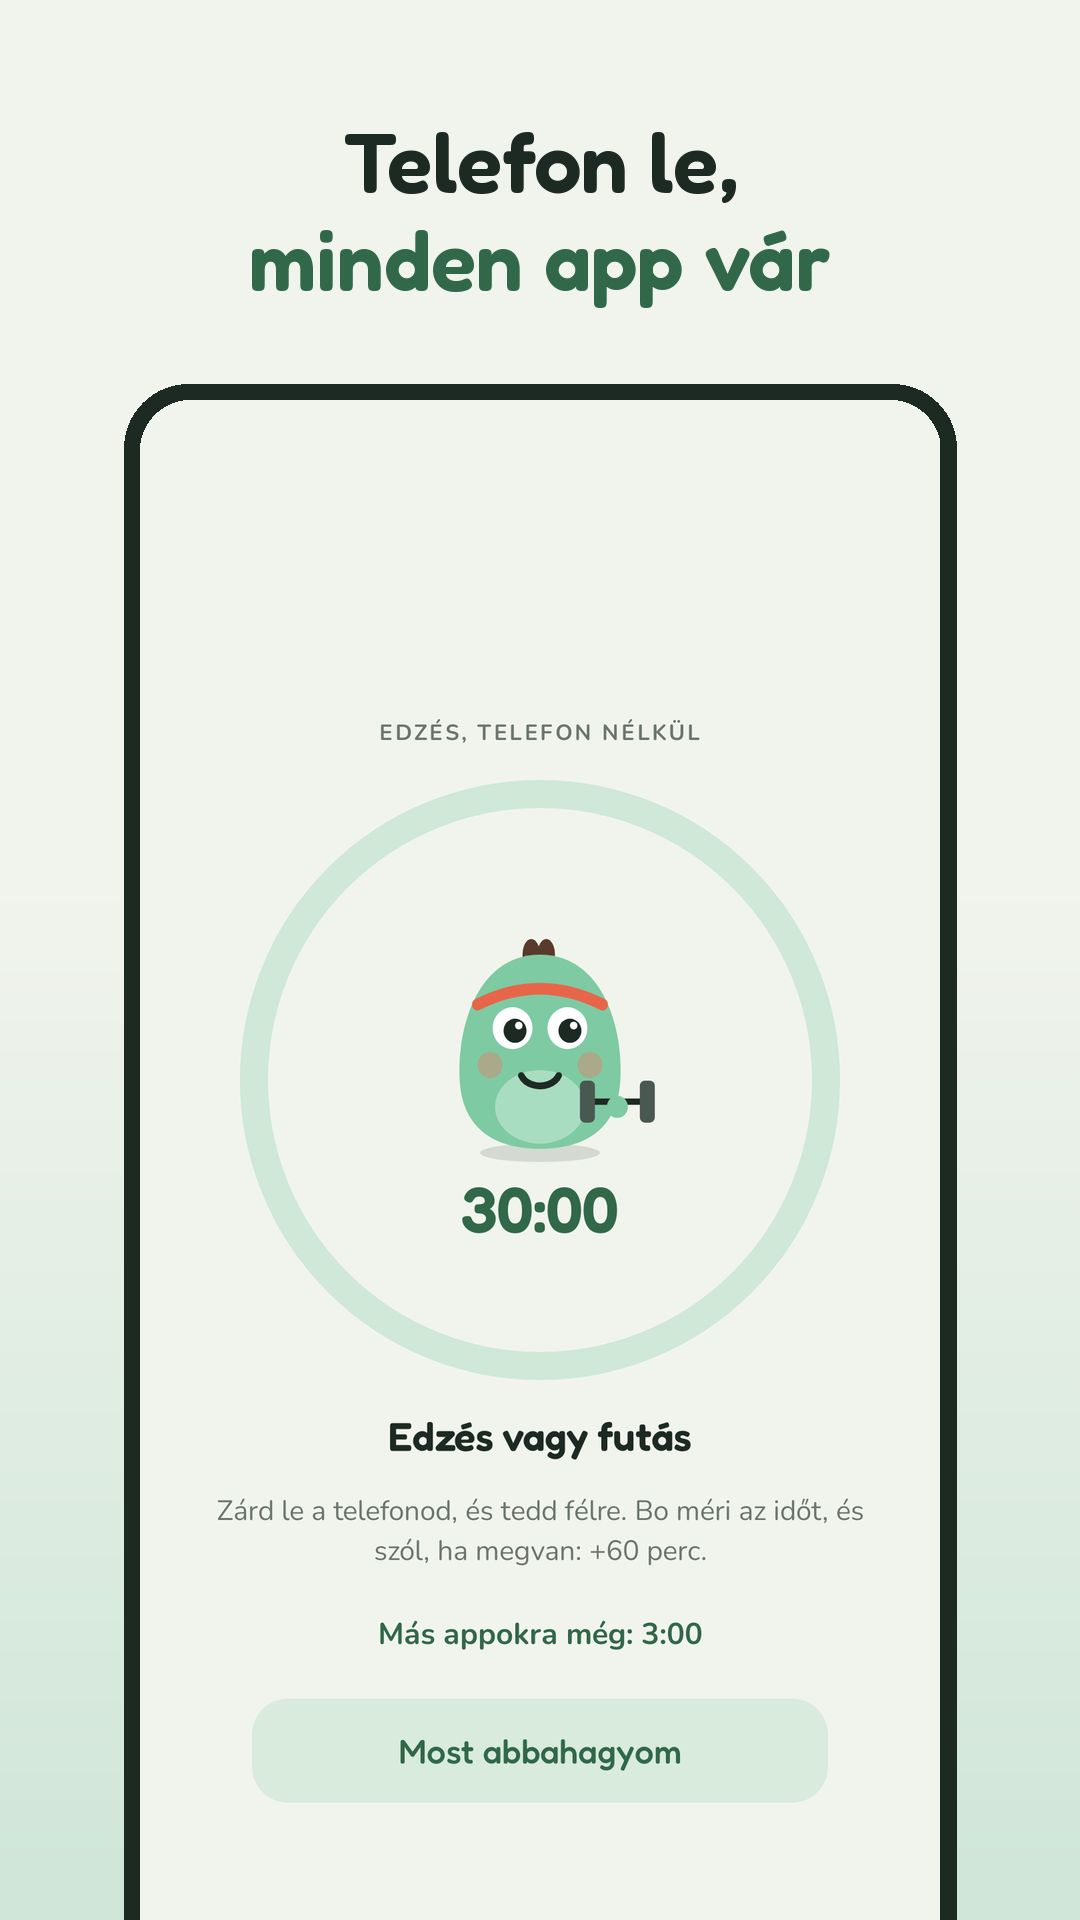 Telefon le,
minden app vár
EDZÉS, TELEFON NÉLKÜL
30:00
Edzés vagy futás
Zárd le a telefonod, és tedd félre. Bo méri az időt, és
szól, ha megvan: +60 perc.
Más appokra még: 3:00
Most abbahagyom